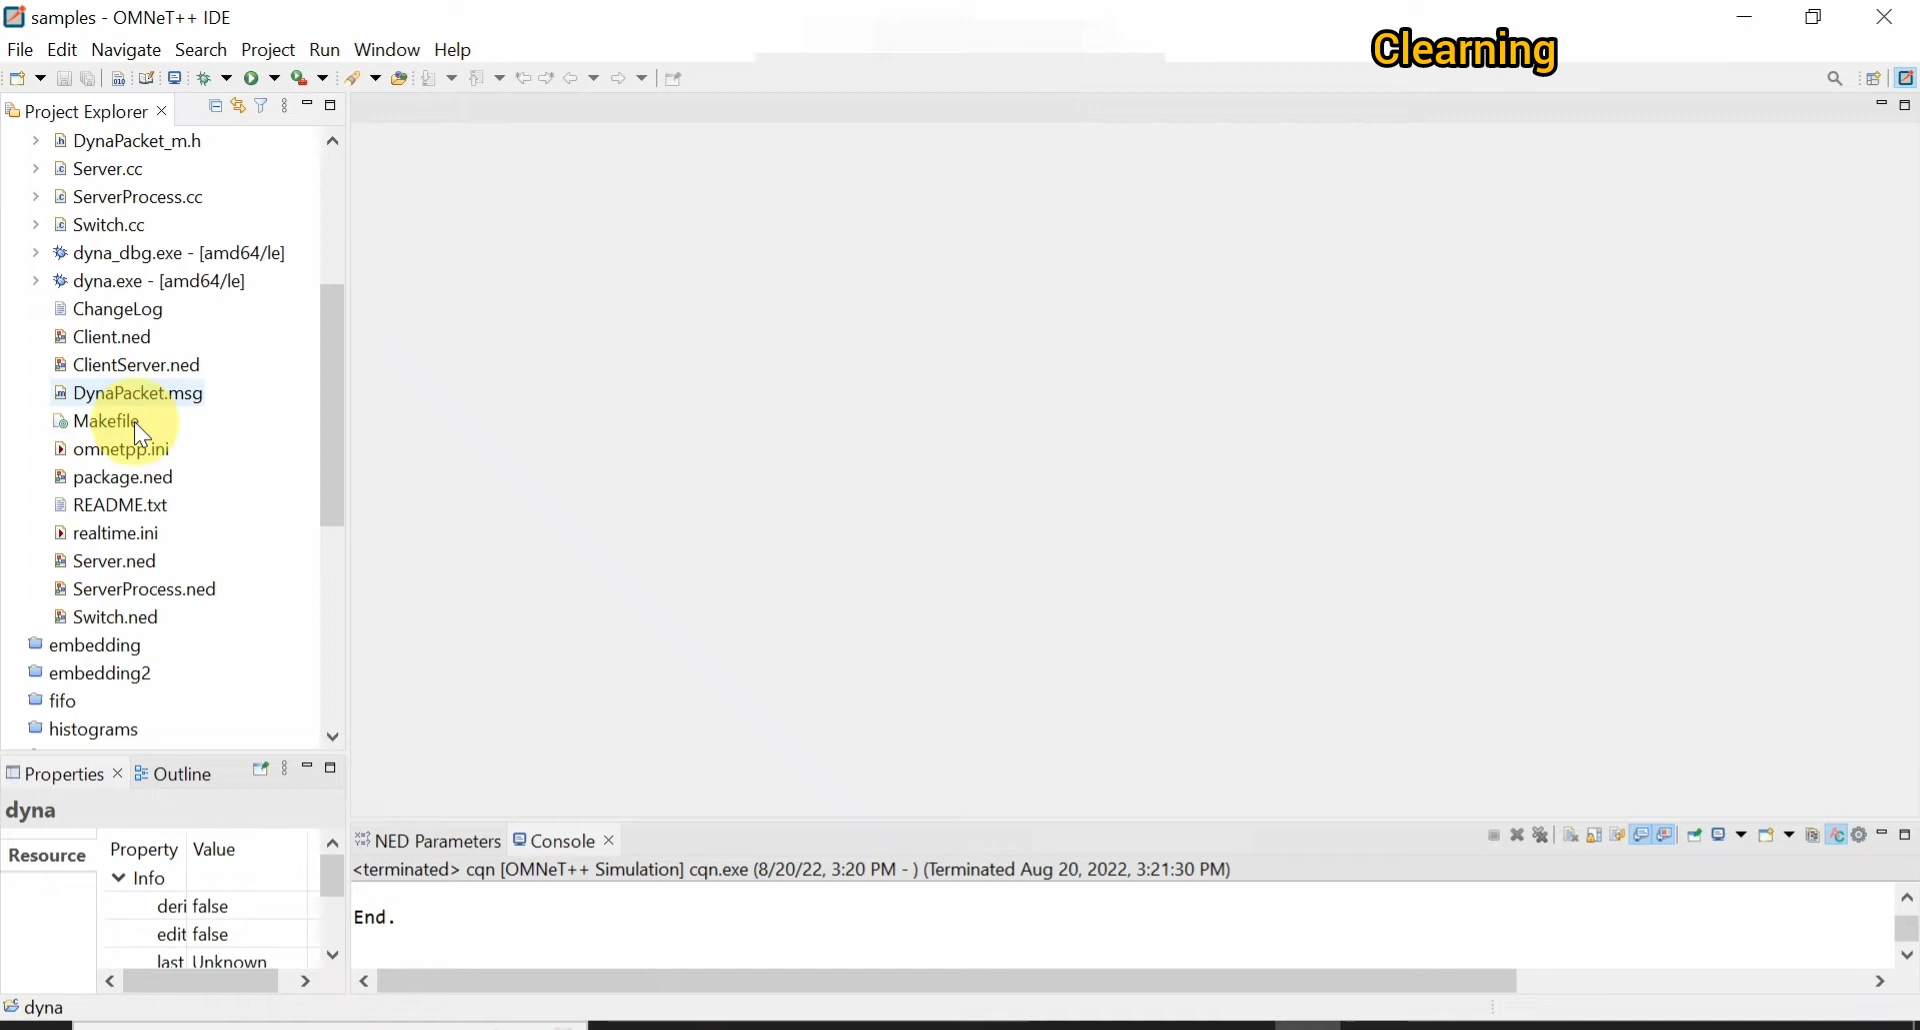 samples - OMNeT++ IDE
Clearning
File Edit Navigate Search Project Run Window Help
Project Explorer
DynaPacket_m.h
Server.cc
ServerProcess.cc
Switch.cc
dyna_dbg.exe - [amd64/le]
dyna.exe - [amd64/le]
ChangeLog
Client.ned
ClientServer.ned
DynaPacket.msg
Makefile
omnetpp.ini
package.ned
README.txt
realtime.ini
Server.ned
ServerProcess.ned
Switch.ned
embedding
embedding2
fifo
histograms
Properties Outline
dyna
Resource
Property Value
Info
deri false
edit false
last Unknown
NED Parameters Console
<terminated> cqn [OMNeT++ Simulation] cqn.exe (8/20/22, 3:20 PM - ) (Terminated Aug 20, 2022, 3:21:30 PM)
End.
dyna